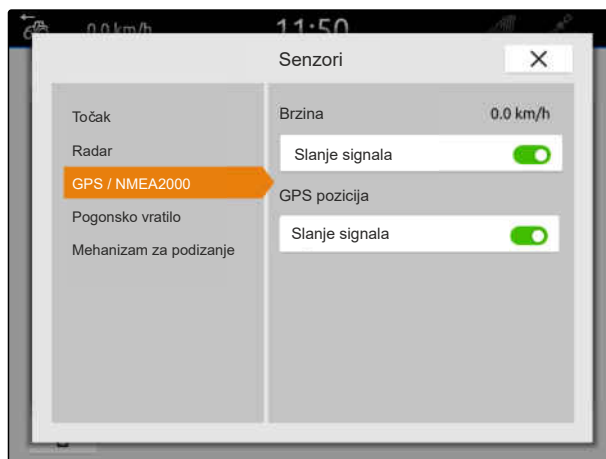 0.0 km/h
11:50
Senzori
Točak
Radar
GPS / NMEA2000
Pogonsko vratilo
Mehanizam za podizanje
Brzina 0.0 km/h
Slanje signala
GPS pozicija
Slanje signala